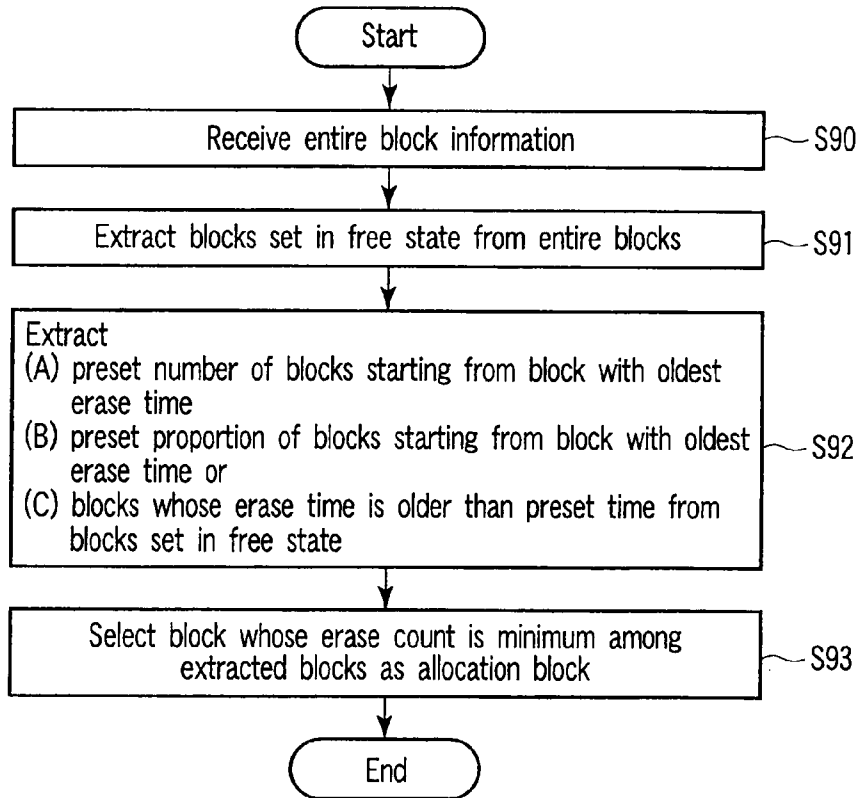 Start
Receive entire block information
S90
Extract blocks set in free state from entire blocks
S91
Extract
(A) preset number of blocks starting from block with oldest
erase time
(B) preset proportion of blocks starting from block with oldest
erase time or
(C) blocks whose erase time is older than preset time from
blocks set in free state
S92
Select block whose erase count is minimum among
extracted blocks as allocation block
S93
End